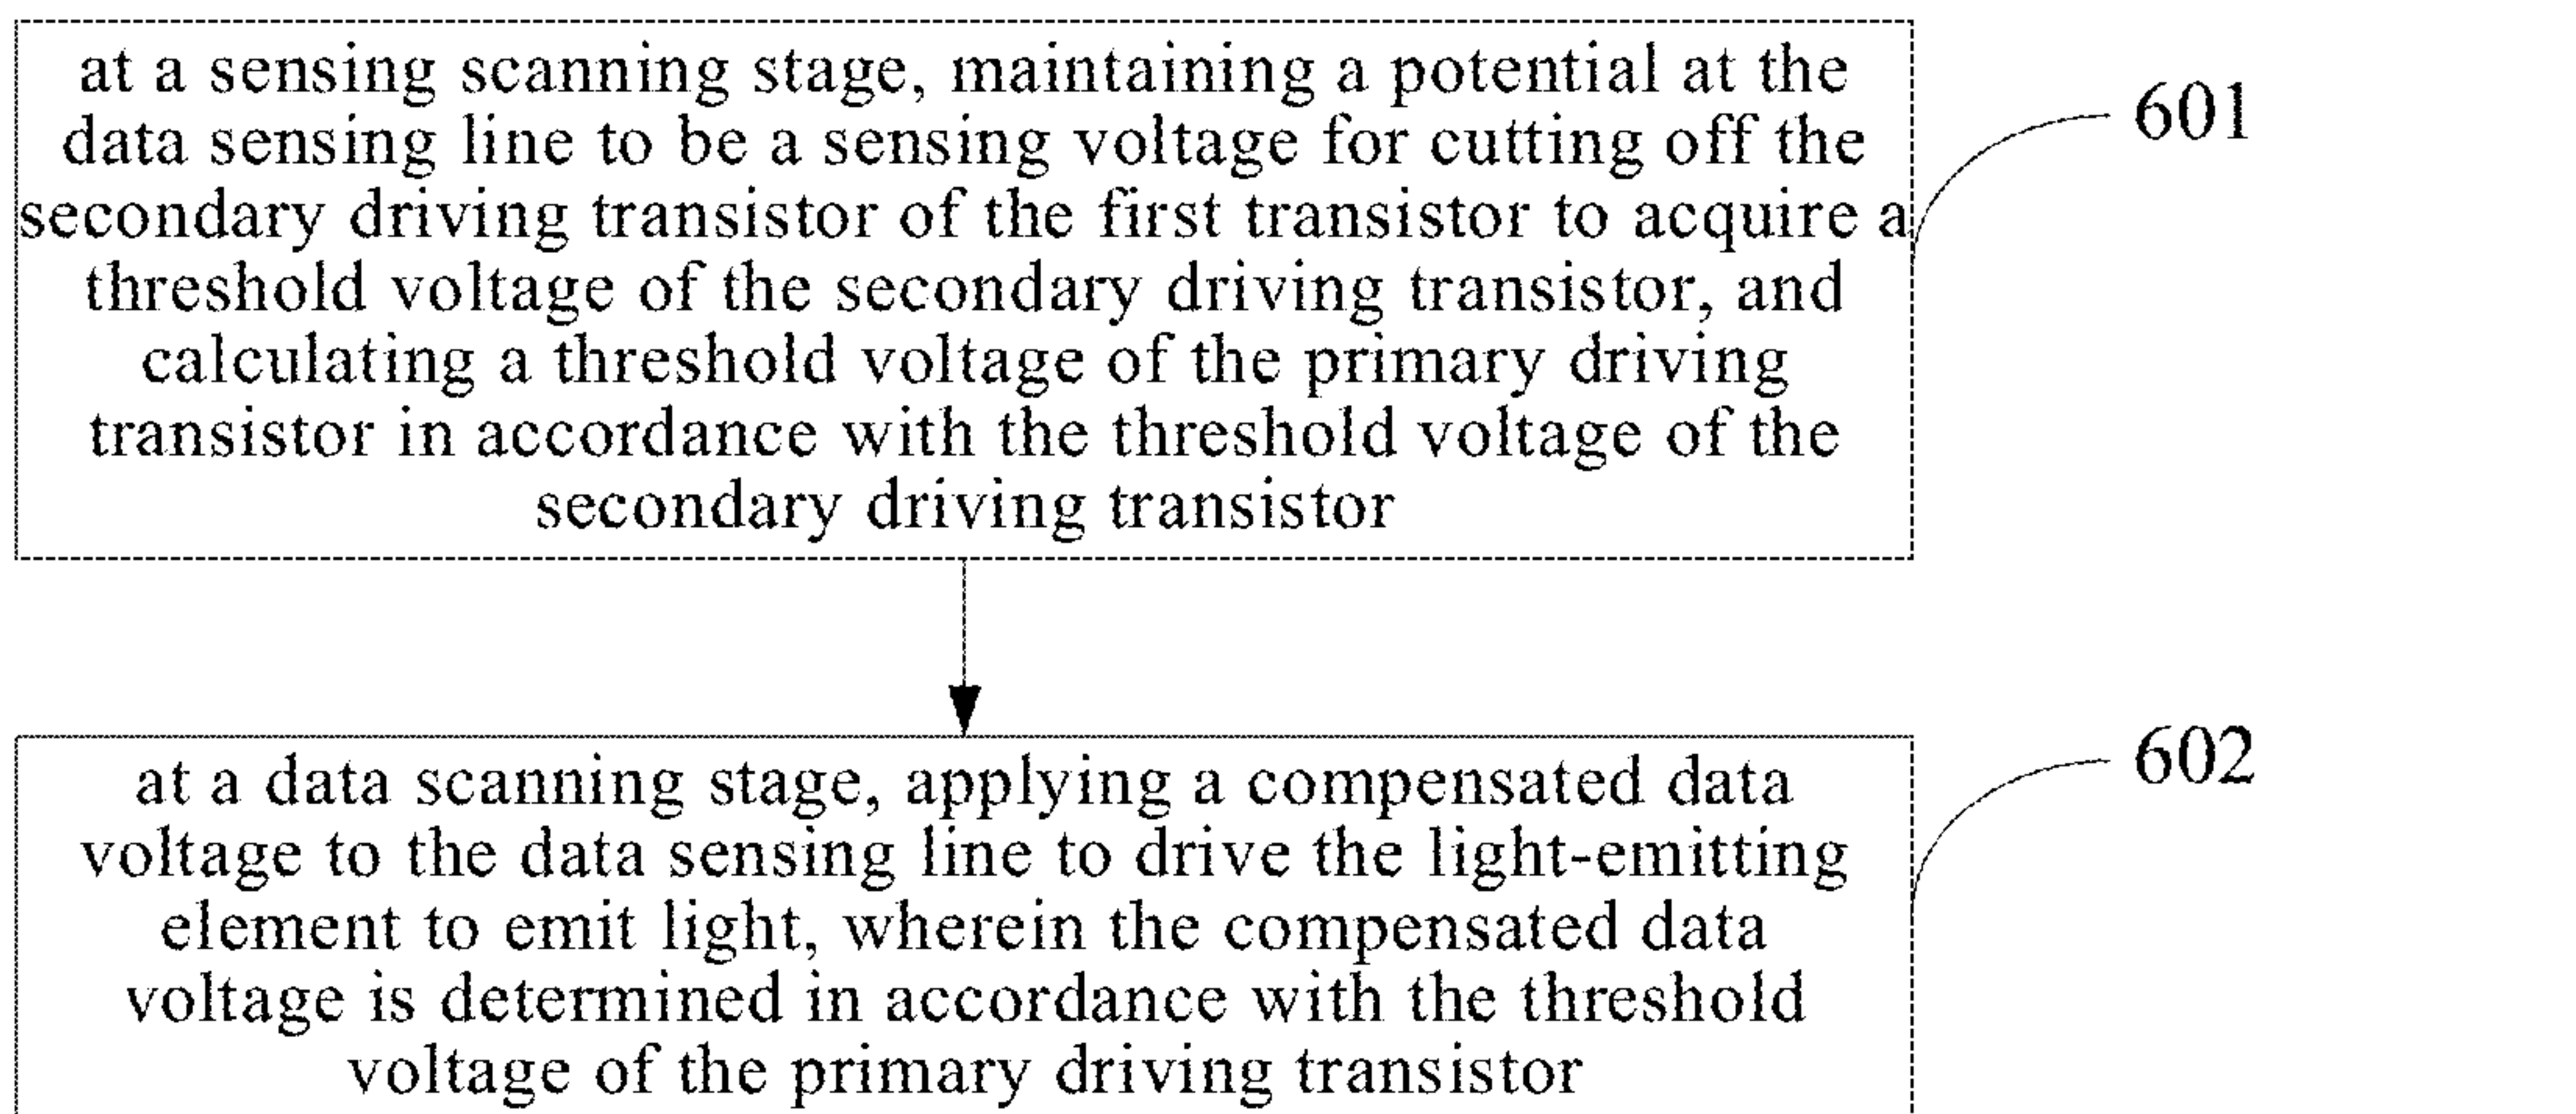 at a sensing scanning stage, maintaining a potential at the
data sensing line to be a sensing voltage for cutting off the
secondary driving transistor of the first transistor to acquire a
threshold voltage of the secondary driving transistor, and
calculating a threshold voltage of the primary driving
transistor in accordance with the threshold voltage of the
secondary driving transistor
601
at a data scanning stage, applying a compensated data
voltage to the data sensing line to drive the light-emitting
element to emit light, wherein the compensated data
voltage is determined in accordance with the threshold
voltage of the primary driving transistor
602